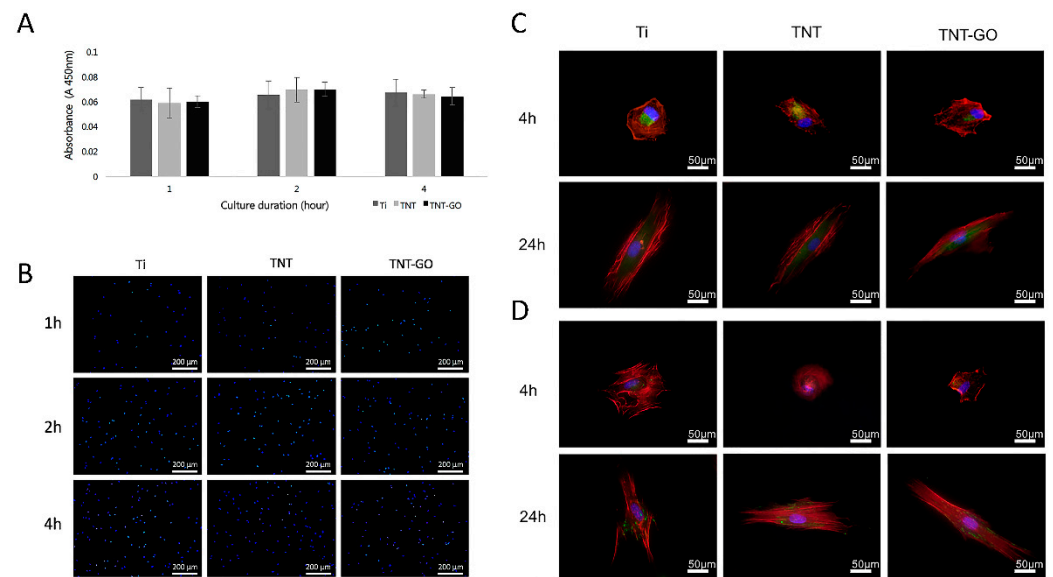 A
0.1
0.08
0.06
0.04
0.02
0
Absorbance (A 450nm)
1
2
4
Culture duration (hour)
Ti
TNT
TNT-GO
B
Ti
TNT
TNT-GO
1h
200 µm
200 µm
200 µm
2h
200 µm
200 µm
200 µm
4h
200 µm
200 µm
200 µm
C
Ti
TNT
TNT-GO
4h
50µm
50µm
50µm
24h
50µm
50µm
50µm
D
4h
50µm
50µm
50µm
24h
50µm
50µm
50µm